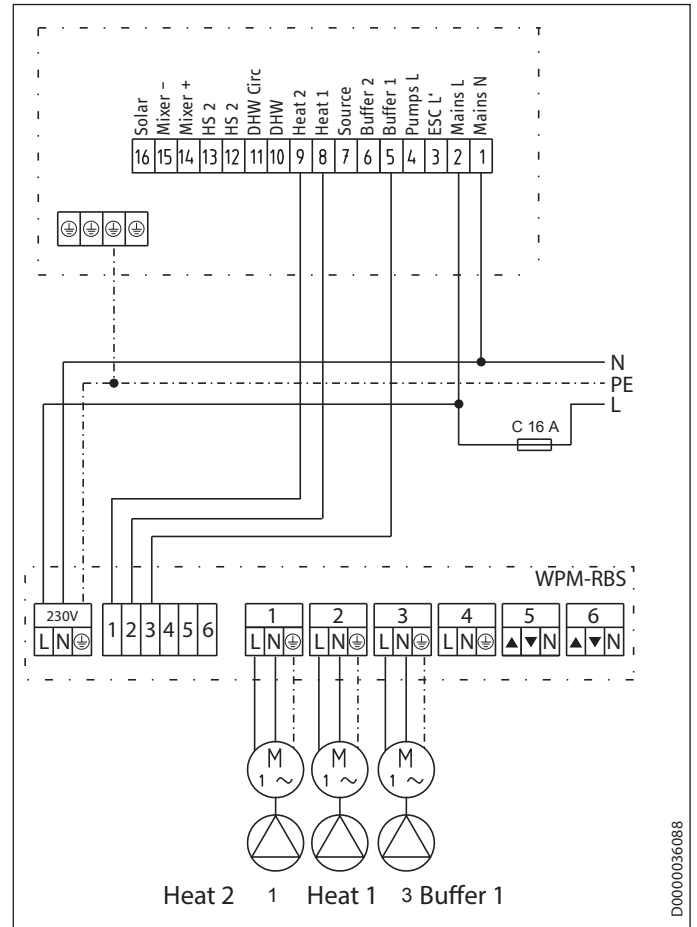 Solar
Mixer –
Mixer +
HS 2
HS 2
DHW Circ
DHW
Heat 2
Heat 1
Source
Buffer 2
Buffer 1
Pumps L
ESC L‘
Mains L
Mains N
16 15 14 13 12 11 10 9 8 7 6 5 4 3 2 1
N
PE
L
C 16 A
WPM-RBS
230V
L N
1 2 3 4 5 6
1
L N
2
L N
3
L N
4
L N
5
▲ ▼ N
6
▲ ▼ N
M
1 ~
M
1 ~
M
1 ~
Heat 2 1 Heat 1 3 Buffer 1
D0000036088